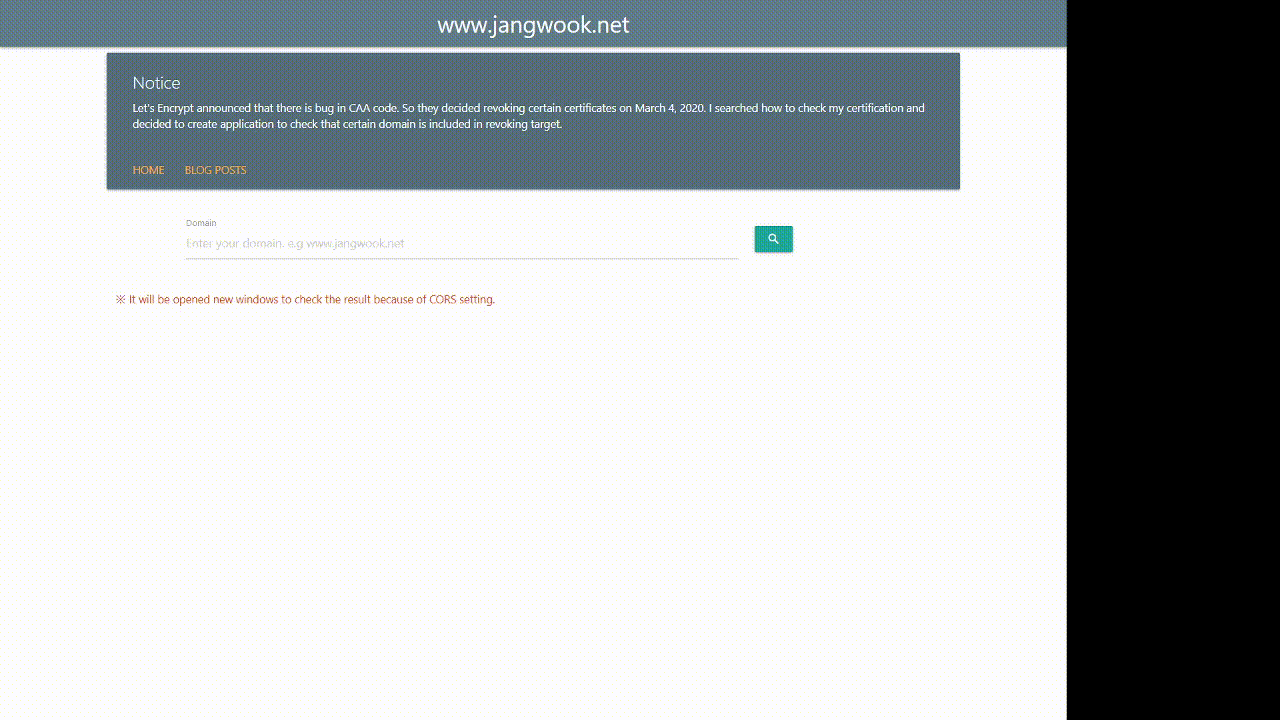 www.jangwook.net
Notice
Let's Encrypt announced that there is bug in CAA code. So they decided revoking certain certificates on March 4, 2020. I searched how to check my certification and
decided to create application to check that certain domain is included in revoking target.
HOME BLOG POSTS
Domain
Enter your domain. e.g www.jangwook.net
※ It will be opened new windows to check the result because of CORS setting.